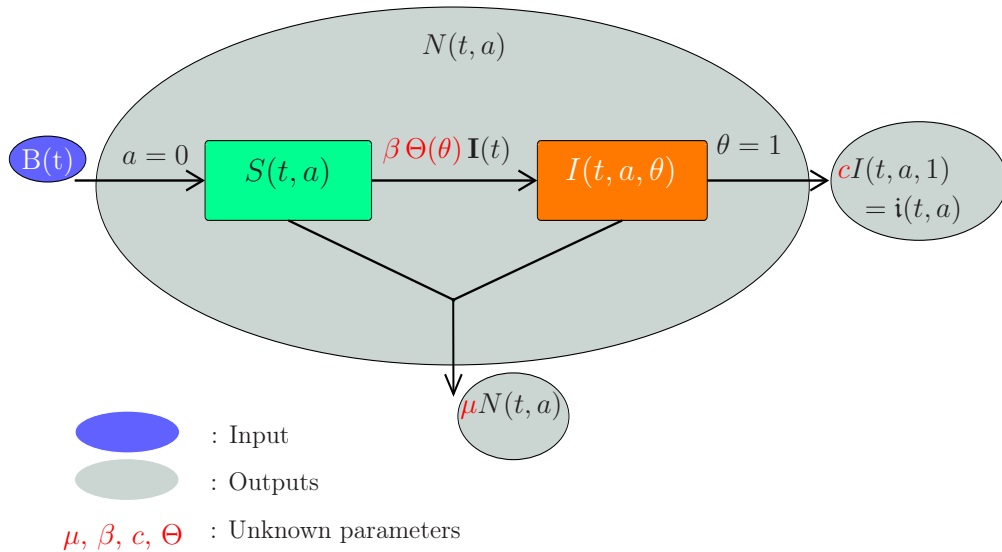 N(t, a)
B(t)
a = 0
S(t, a)
β Θ(θ) I(t)
I(t, a, θ)
θ = 1
cI(t, a, 1)
= 𝔦(t, a)
μN(t, a)
: Input
: Outputs
μ, β, c, Θ : Unknown parameters